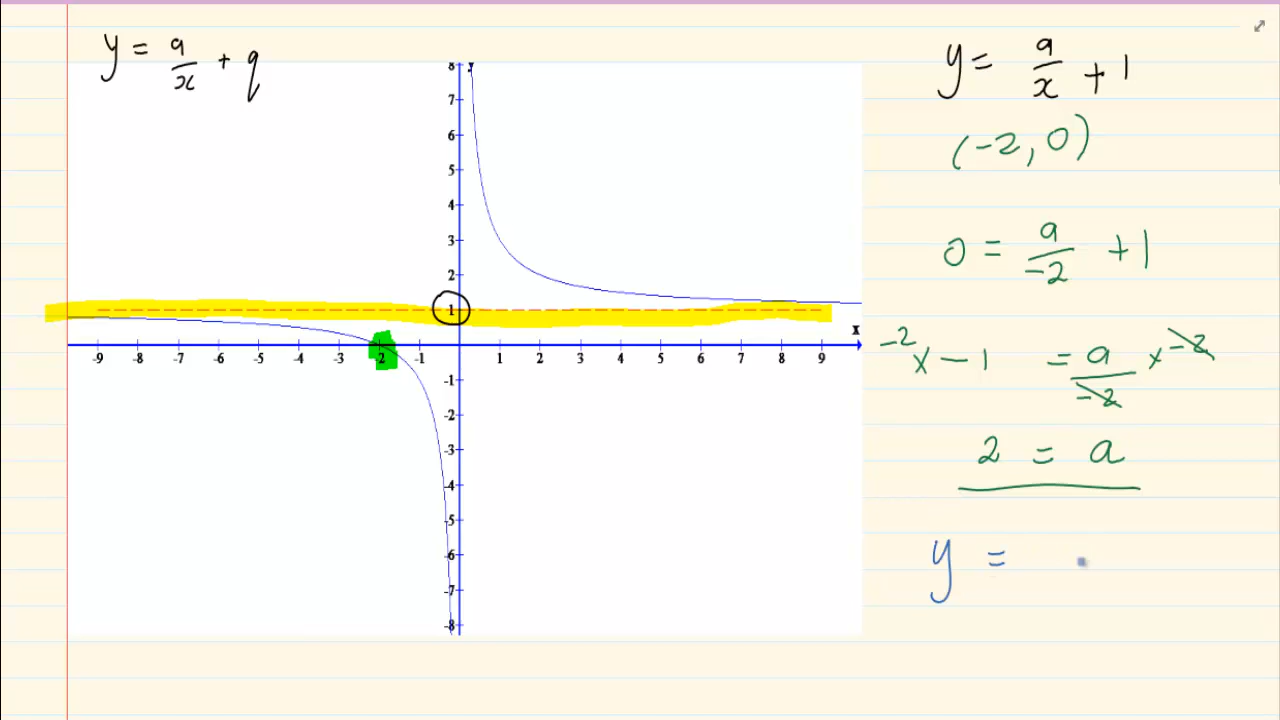 y = a/x + q
y = a/x + 1
(-2, 0)
0 = a/-2 + 1
-2 x -1 = a/-2 x -2
2 = a
y =
y
8
7
6
5
4
3
2
1
x
-9 -8 -7 -6 -5 -4 -3 -2 -1 1 2 3 4 5 6 7 8 9
-1
-2
-3
-4
-5
-6
-7
-8